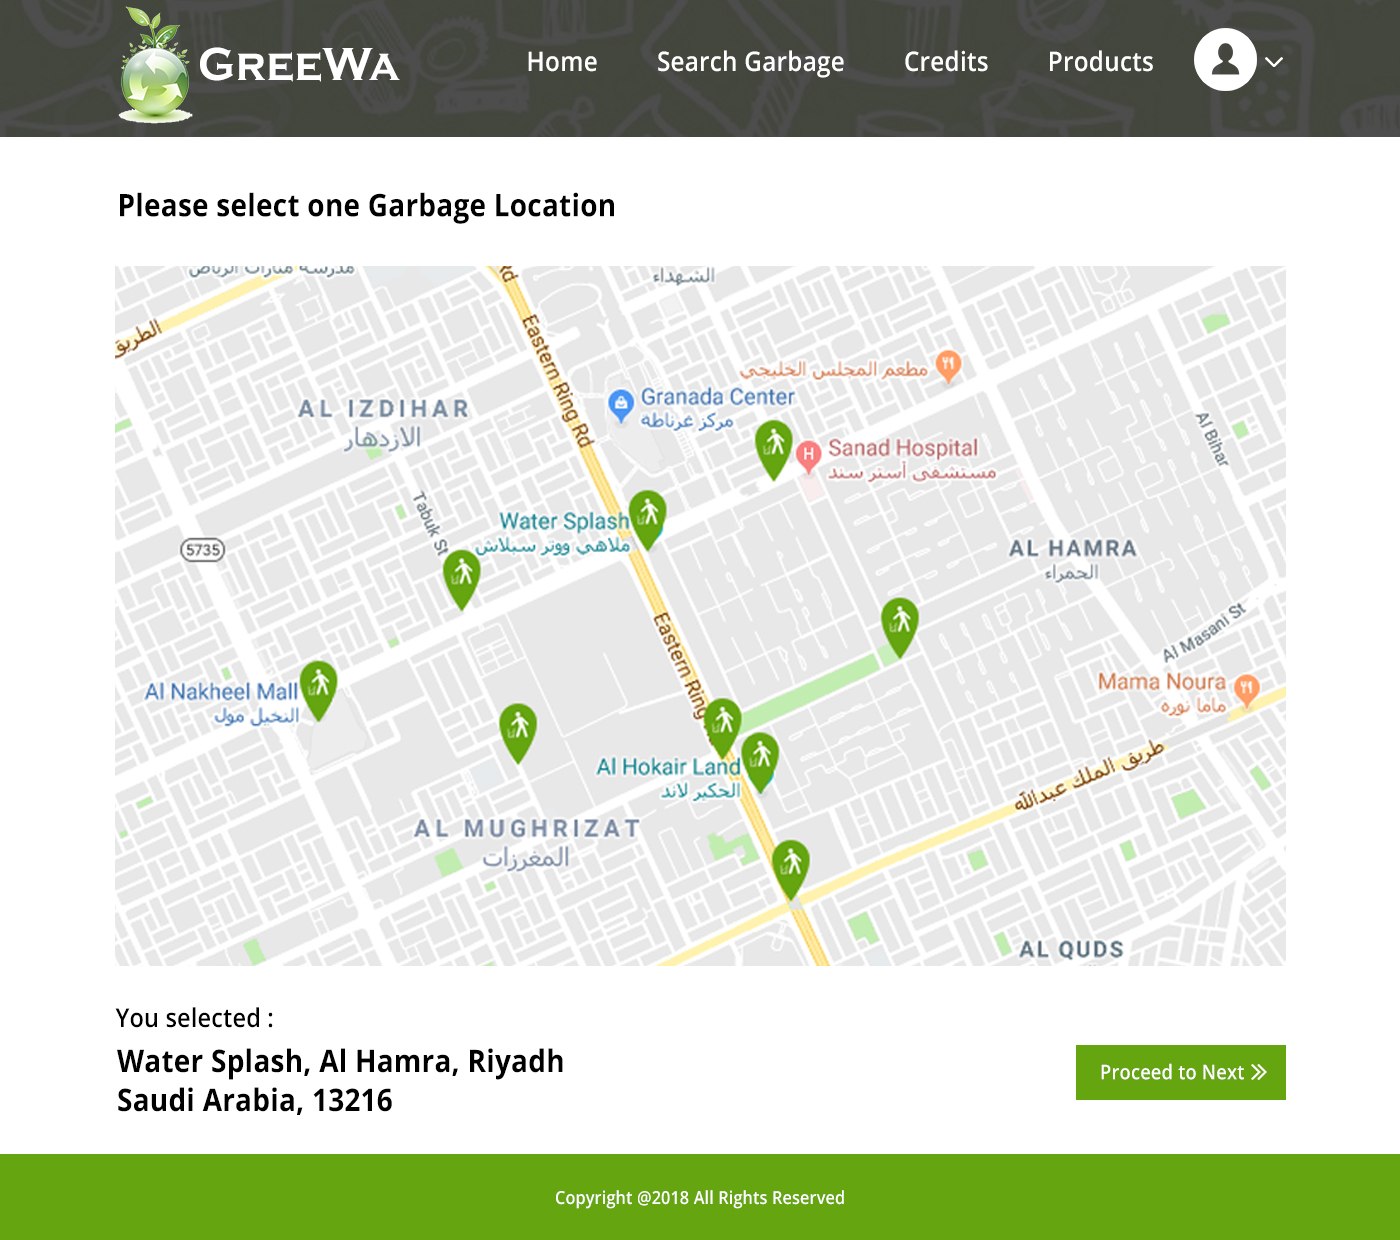 GREEWA
Home
Search Garbage
Credits
Products
Please select one Garbage Location
مدرسة منارات الرياض
الشهداء
Rd
الطريق
Eastern Ring Rd
مطعم المجلس الخليجي
Granada Center
مركز غرناطة
AL IZDIHAR
الازدهار
Al Bihar
H
Sanad Hospital
مستشفى أستر سند
Tabuk St
Water Splash
ملاهي ووتر سبلاش
5735
AL HAMRA
الحمراء
Al Masani St
Eastern Ring
Al Nakheel Mall
النخيل مول
Mama Noura
ماما نوره
Al Hokair Land
الحكير لاند
طريق الملك عبدالله
AL MUGHRIZAT
المغرزات
AL QUDS
You selected :
Water Splash, Al Hamra, Riyadh
Saudi Arabia, 13216
Proceed to Next »
Copyright @2018 All Rights Reserved